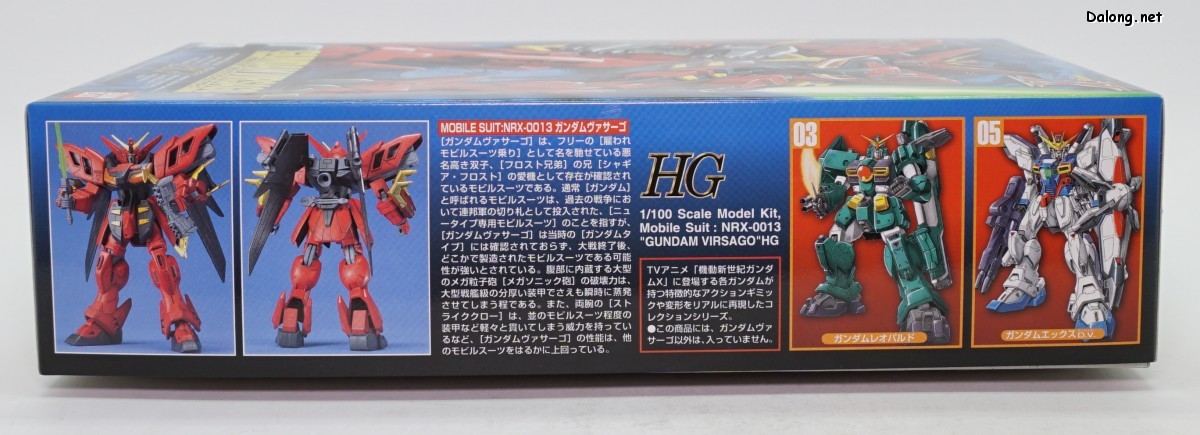 Dalong.net
MOBILE SUIT:NRX-0013 ガンダムヴァサーゴ
[ガンダムヴァサーゴ]は、フリーの[雇われ
モビルスーツ乗り]として名を馳せている悪
名高き双子、[フロスト兄弟]の兄[シャギ
ア・フロスト]の愛機として存在が確認され
ているモビルスーツである。通常[ガンダム]
と呼ばれるモビルスーツは、過去の戦争にお
いて連邦軍の切り札として投入された、[ニュ
ータイプ専用モビルスーツ]のことを指すが、
[ガンダムヴァサーゴ]は当時の[ガンダムタ
イプ]には確認されておらず、大戦終了後、
どこかで製造されたモビルスーツである可能
性が強いとされている。腹部に内蔵する大型
のメガ粒子砲[メガソニック砲]の破壊力は、
大型戦艦級の分厚い装甲でさえも瞬時に蒸発
させてしまう程である。また、両腕の[スト
ライククロー]は、並のモビルスーツ程度の
装甲など軽々と貫いてしまう威力を持ってい
るなど、[ガンダムヴァサーゴ]の性能は、他
のモビルスーツをはるかに上回っている。
HG
1/100 Scale Model Kit,
Mobile Suit : NRX-0013
"GUNDAM VIRSAGO"HG
TVアニメ「機動新世紀ガンダ
ムX」に登場する各ガンダムが
持つ特徴的なアクションギミッ
クや変形をリアルに再現したコ
レクションシリーズ。
●この商品には、ガンダムヴァ
サーゴ以外は、入っていません。
03
ガンダムレオパルド
05
ガンダムエックスD.V.